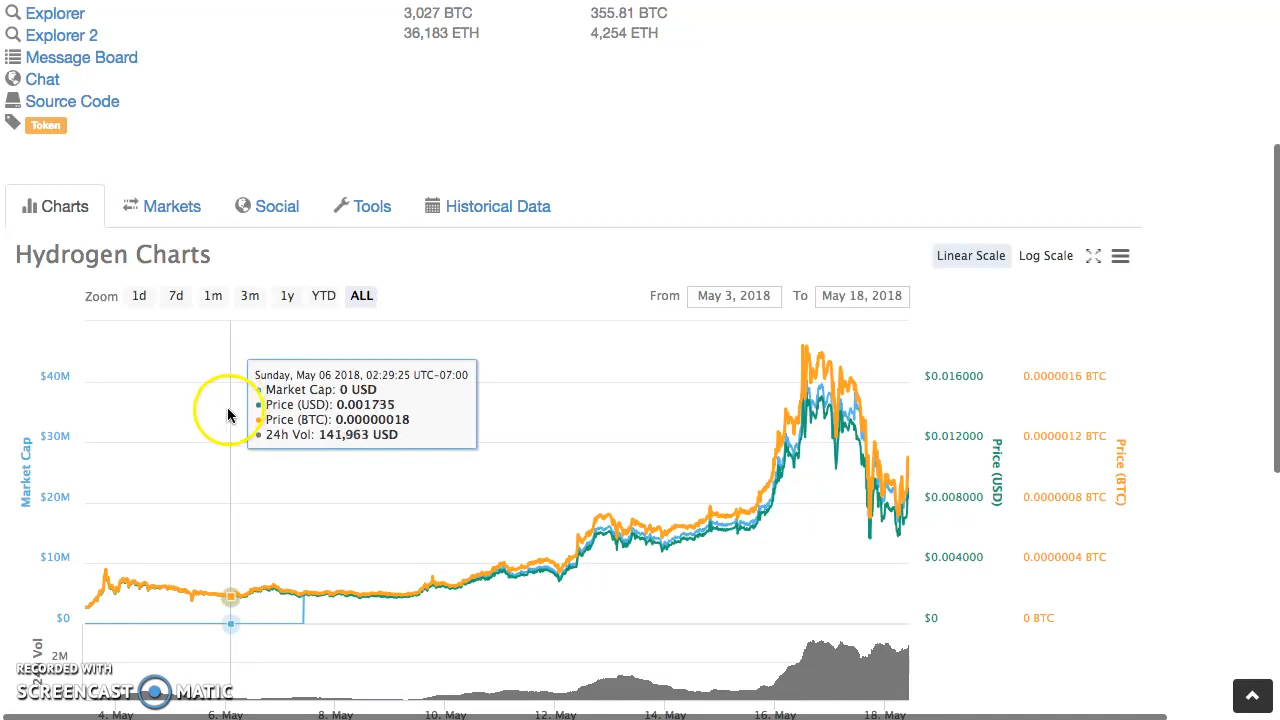 Explorer 3,027 BTC 355.81 BTC
Explorer 2 36,183 ETH 4,254 ETH
Message Board
Chat
Source Code
Token
Charts Markets Social Tools Historical Data
Hydrogen Charts
Linear Scale Log Scale
Zoom 1d 7d 1m 3m 1y YTD ALL From May 3, 2018 To May 18, 2018
Sunday, May 06 2018, 02:29:25 UTC-07:00
Market Cap: 0 USD
Price (USD): 0.001735
Price (BTC): 0.00000018
24h Vol: 141,963 USD
$40M $0.016000 0.0000016 BTC
$30M $0.012000 0.0000012 BTC
Market Cap Price (USD) Price (BTC)
$20M $0.008000 0.0000008 BTC
$10M $0.004000 0.0000004 BTC
$0 $0 0 BTC
24h Vol
2M
RECORDED WITH
SCREENCAST MATIC
4. May 6. May 8. May 10. May 12. May 14. May 16. May 18. May